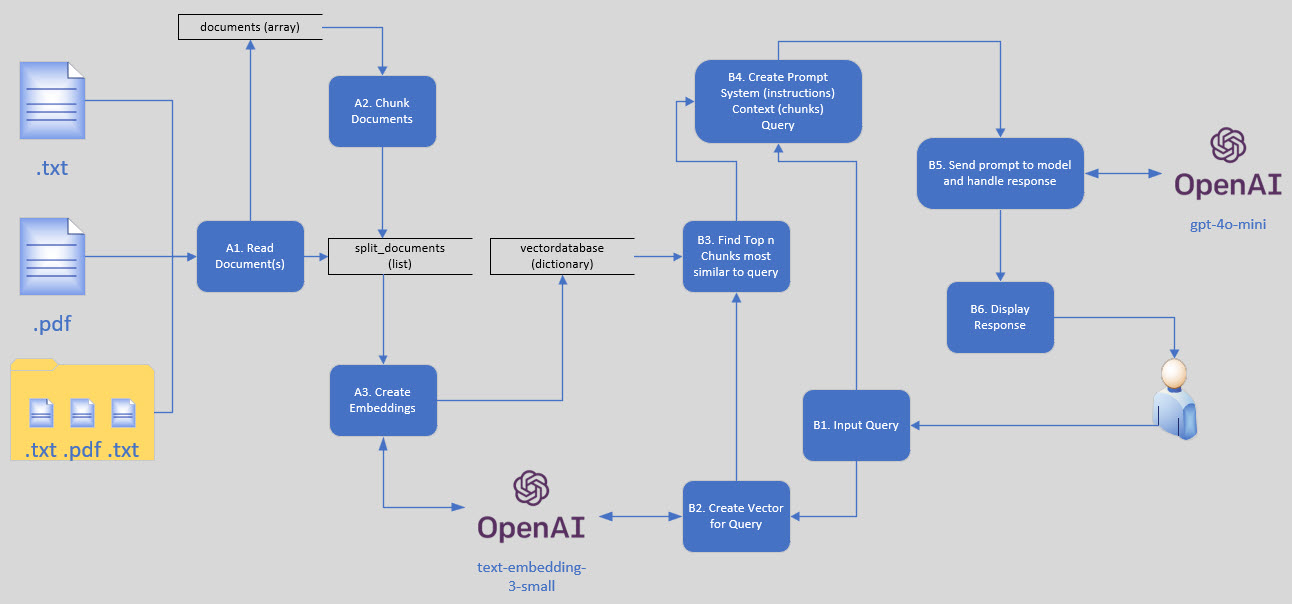 documents (array)
.txt
.pdf
.txt .pdf .txt
A1. Read
Document(s)
A2. Chunk
Documents
split_documents
(list)
A3. Create
Embeddings
vectordatabase
(dictionary)
OpenAI
text-embedding-
3-small
B4. Create Prompt
System (instructions)
Context (chunks)
Query
B3. Find Top n
Chunks most
similar to query
B2. Create Vector
for Query
B1. Input Query
B5. Send prompt to model
and handle response
OpenAI
gpt-4o-mini
B6. Display
Response